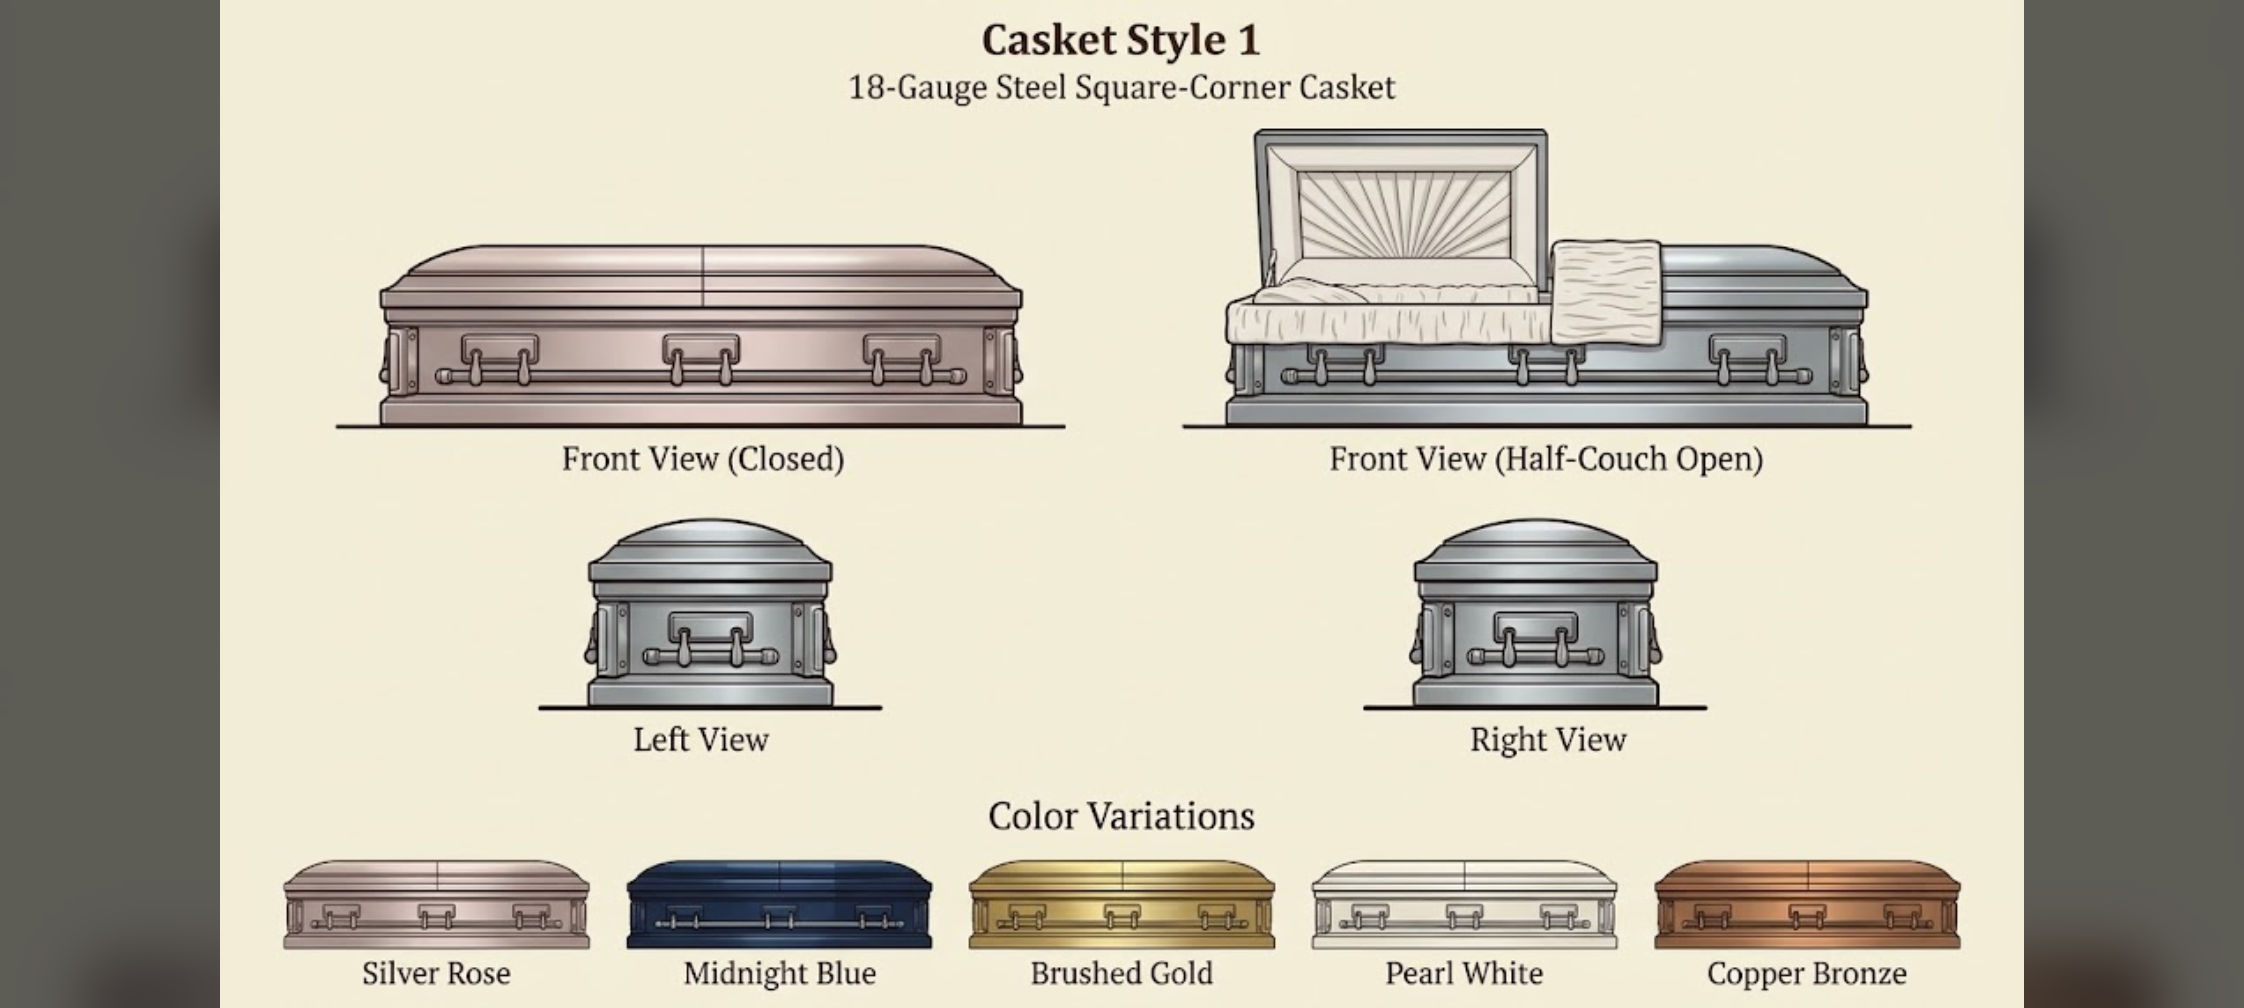 Casket Style 1
18-Gauge Steel Square-Corner Casket
Front View (Closed)
Front View (Half-Couch Open)
Left View
Right View
Color Variations
Silver Rose
Midnight Blue
Brushed Gold
Pearl White
Copper Bronze